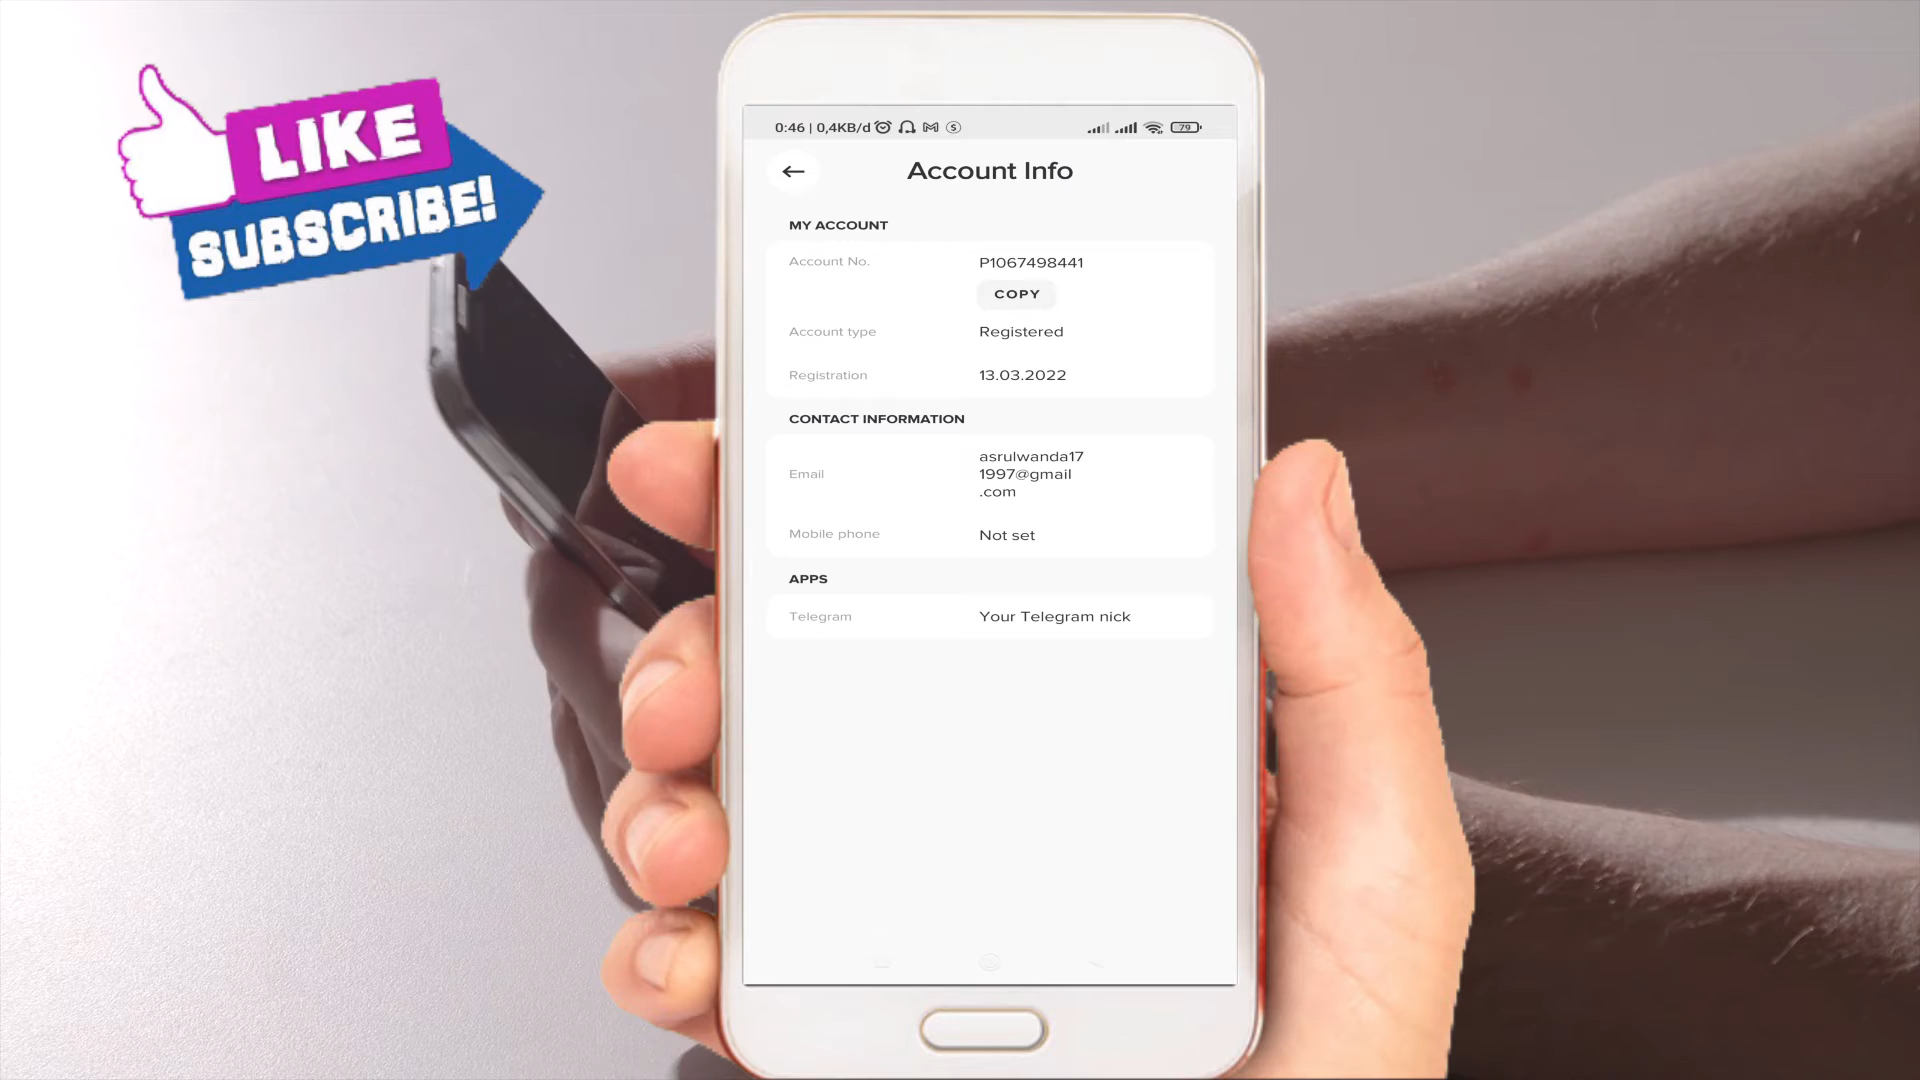 LIKE
SUBSCRIBE!
0:46 | 0,4KB/d
79
Account Info
MY ACCOUNT
Account No. P1067498441
COPY
Account type Registered
Registration 13.03.2022
CONTACT INFORMATION
asrulwanda17
Email 1997@gmail
.com
Mobile phone Not set
APPS
Telegram Your Telegram nick